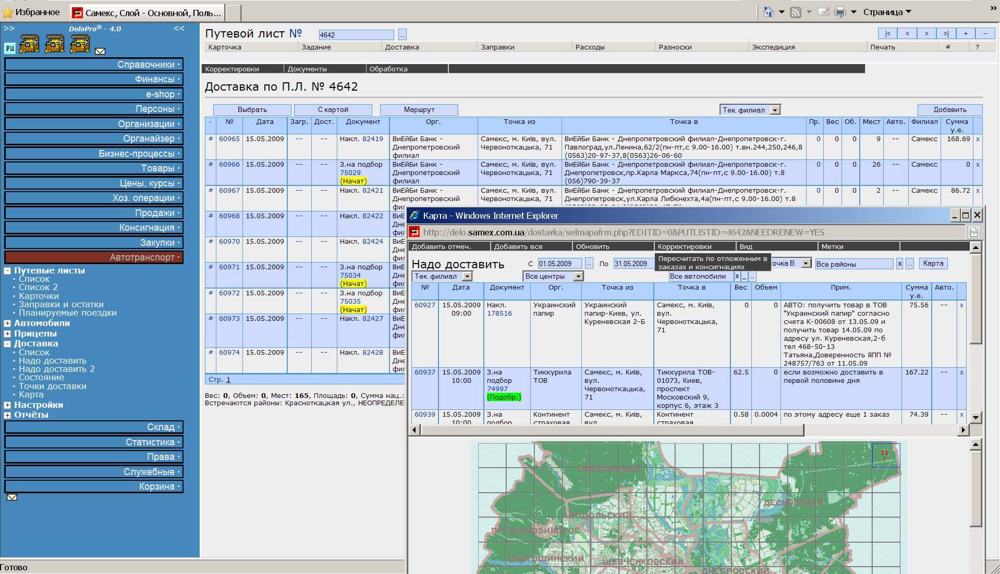 Избранное
Самекс, Слой - Основной, Поль...
Страница
>>
DeloPro® - 4.0
<<
Fil
Справочники ·
Финансы ·
e-shop ·
Персоны ·
Организации ·
Органайзер ·
Бизнес-процессы ·
Товары ·
Цены, курсы ·
Хоз. операции ·
Продажи ·
Консигнация ·
Закупки ·
Автотранспорт ·
- Путевые листы
· Список
· Список 2
· Карточки
· Заправки и остатки
· Планируемые поездки
+ Автомобили
+ Прицепы
- Доставка
· Список
· Надо доставить
· Надо доставить 2
· Состояние
· Точки доставки
· Карта
+ Настройки
+ Отчёты
Склад ·
Статистика ·
Права ·
Служебные ·
Корзина ·
Готово
Путевой лист № 4642 ...
|< < > >| + --
Карточка Задание Доставка Заправки Расходы Разноски Экспедиция Печать # ?
Корректировки Документы Обработка
Доставка по П.Л. № 4642
Выбрать С картой Маршрут Тек. филиал Добавить
· № Дата Загр. Дост. Документ Орг. Точка из Точка в Пр. Вес Об. Мест Авто. Филиал Сумма
у.е.
# 60965 15.05.2009 -- -- Накл. 82419 ВиЕйБи Банк - Самекс, м. Київ, вул. ВиЕйБи Банк - Днепропетровский филиал-Днепропетровск-г. 0 0 0 9 -- Самекс 168.69 x
Днепропетровский Червоноткацька, 71 Павлоград,ул.Ленина,62/2(пн-пт,с 9.00-16.00) т.вн.244,250,246,8
филиал (0563)20-97-37,8(0563)26-06-60
# 60966 15.05.2009 -- -- З.на подбор ВиЕйБи Банк - Самекс, м. Київ, вул. ВиЕйБи Банк - Днепропетровский филиал-Днепропетровск-г. 0 0 0 26 -- Самекс 0 x
75029 Днепропетровский Червоноткацька, 71 Днепропетровск,пр.Карла Маркса,74(пн-пт,с 9.00-16.00) т.8
(Начат) филиал (056)790-39-37
# 60967 15.05.2009 -- -- Накл. 82421 ВиЕйБи Банк - Самекс, м. Київ, вул. ВиЕйБи Банк - Днепропетровский филиал-Днепропетровск-г. 0 0 0 2 -- Самекс 86.72 x
Днепропетровский Червоноткацька, 71 Днепропетровск,ул.Карла Либкнехта,4а(пн-пт,с 9.00-16.00) т.8
фил
# 60968 15.05.2009 -- -- Накл. 82422 ВиЕ
Дне
фил
# 60970 15.05.2009 -- -- Накл. 82424 ВиЕ
Дне
фил
# 60971 15.05.2009 -- -- З.на подбор ВиЕ
75034 Дне
(Начат) фил
# 60972 15.05.2009 -- -- З.на подбор ВиЕ
75035 Дне
(Начат) фил
# 60973 15.05.2009 -- -- Накл. 82427 ВиЕ
Дне
фил
# 60974 15.05.2009 -- -- Накл. 82428 ВиЕ
Дне
фил
Стр. 1
Вес: 0, Объем: 0, Мест: 165, Площадь: 0, Сумма нац.:
Встречаются районы: Красноткацкая ул., НЕОПРЕДЕЛЕ
Карта - Windows Internet Explorer
http://delo.samex.com.ua/dostavka/selmapafrm.php?EDITID=0&PUTLISTID=4642&NEEDRENEW=YES
Добавить отмеч. Добавить все Обновить Корректировки Вид Метки
Пересчитать по отложенным в
заказах и консигнациях
Надо доставить С 01.05.2009 ... По 31.05.2009 очка В Все районы x ... Карта
Тек. филиал Все центры Все автомобили x _ ...
№ Дата Документ Орг. Точка из Точка в Вес Объем Прим. Сумма Авто.
у.е.
60927 15.05.2009 Накл. Украинский Украинский Самекс, м. Київ, 0 0 АВТО: получить товар в ТОВ 75.56 -- x
09:00 178516 папир папир-Киев, ул. вул. "Украинский папир" согласно
Куреневская 2-Б Червоноткацька, счета К-00608 от 13.05.09 и
71 получить товар 14.05.09 по
адресу ул. Куреневская,2-б
тел 468-50-13
Татьяна,Доверенность ЯПП №
248757/763 от 11.05.09
60937 15.05.2009 З.на Тиккурила Самекс, м. Київ, Тиккурила ТОВ- 62.5 0 если возможно доставить в 167.22 -- x
10:00 подбор ТОВ вул. 01073, Киев, первой половине дня
74997 Червоноткацька, проспект
(Подобр.) 71 Московский 9,
корпус 6, этаж 3
60939 15.05.2009 З.на Континент Самекс, м. Київ, Континент 0.58 0.0004 по этому адресу еще 1 заказ 74.39 -- x
10:00 подбор страховая вул. страховая
11
?
ОБОЛОНСКИЙ
ДЕСНЯНСКИЙ
ПОДОЛЬСКИЙ
ПГТ КОЦЮБИНСКОЕ
СВЯТОШИНСКИЙ
ШЕВЧЕНКОВСКИЙ
ДНЕПРОВСКИЙ